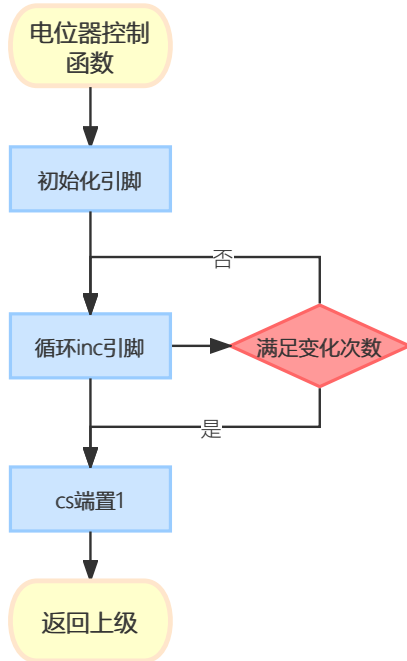 电位器控制
函数
初始化引脚
否
循环inc引脚
满足变化次数
是
cs端置1
返回上级